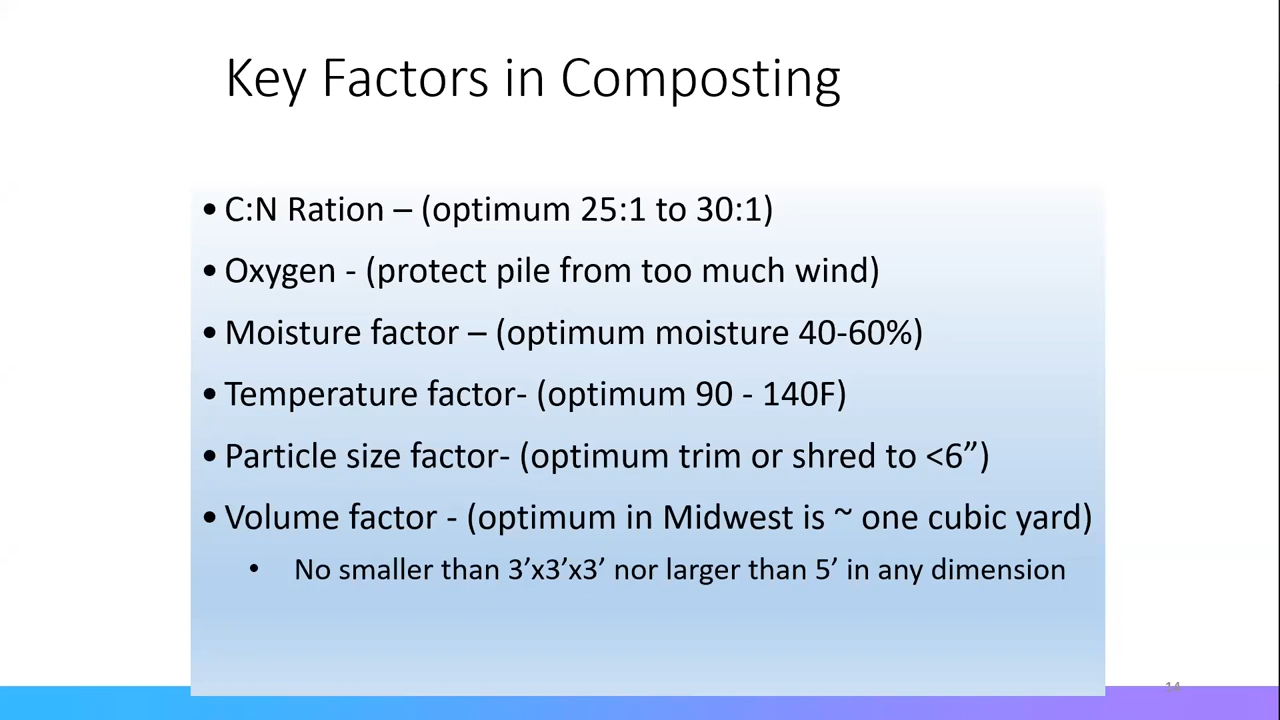 Key Factors in Composting
• C:N Ration – (optimum 25:1 to 30:1)
• Oxygen - (protect pile from too much wind)
• Moisture factor – (optimum moisture 40-60%)
• Temperature factor- (optimum 90 - 140F)
• Particle size factor- (optimum trim or shred to <6”)
• Volume factor - (optimum in Midwest is ~ one cubic yard)
• No smaller than 3’x3’x3’ nor larger than 5’ in any dimension
14